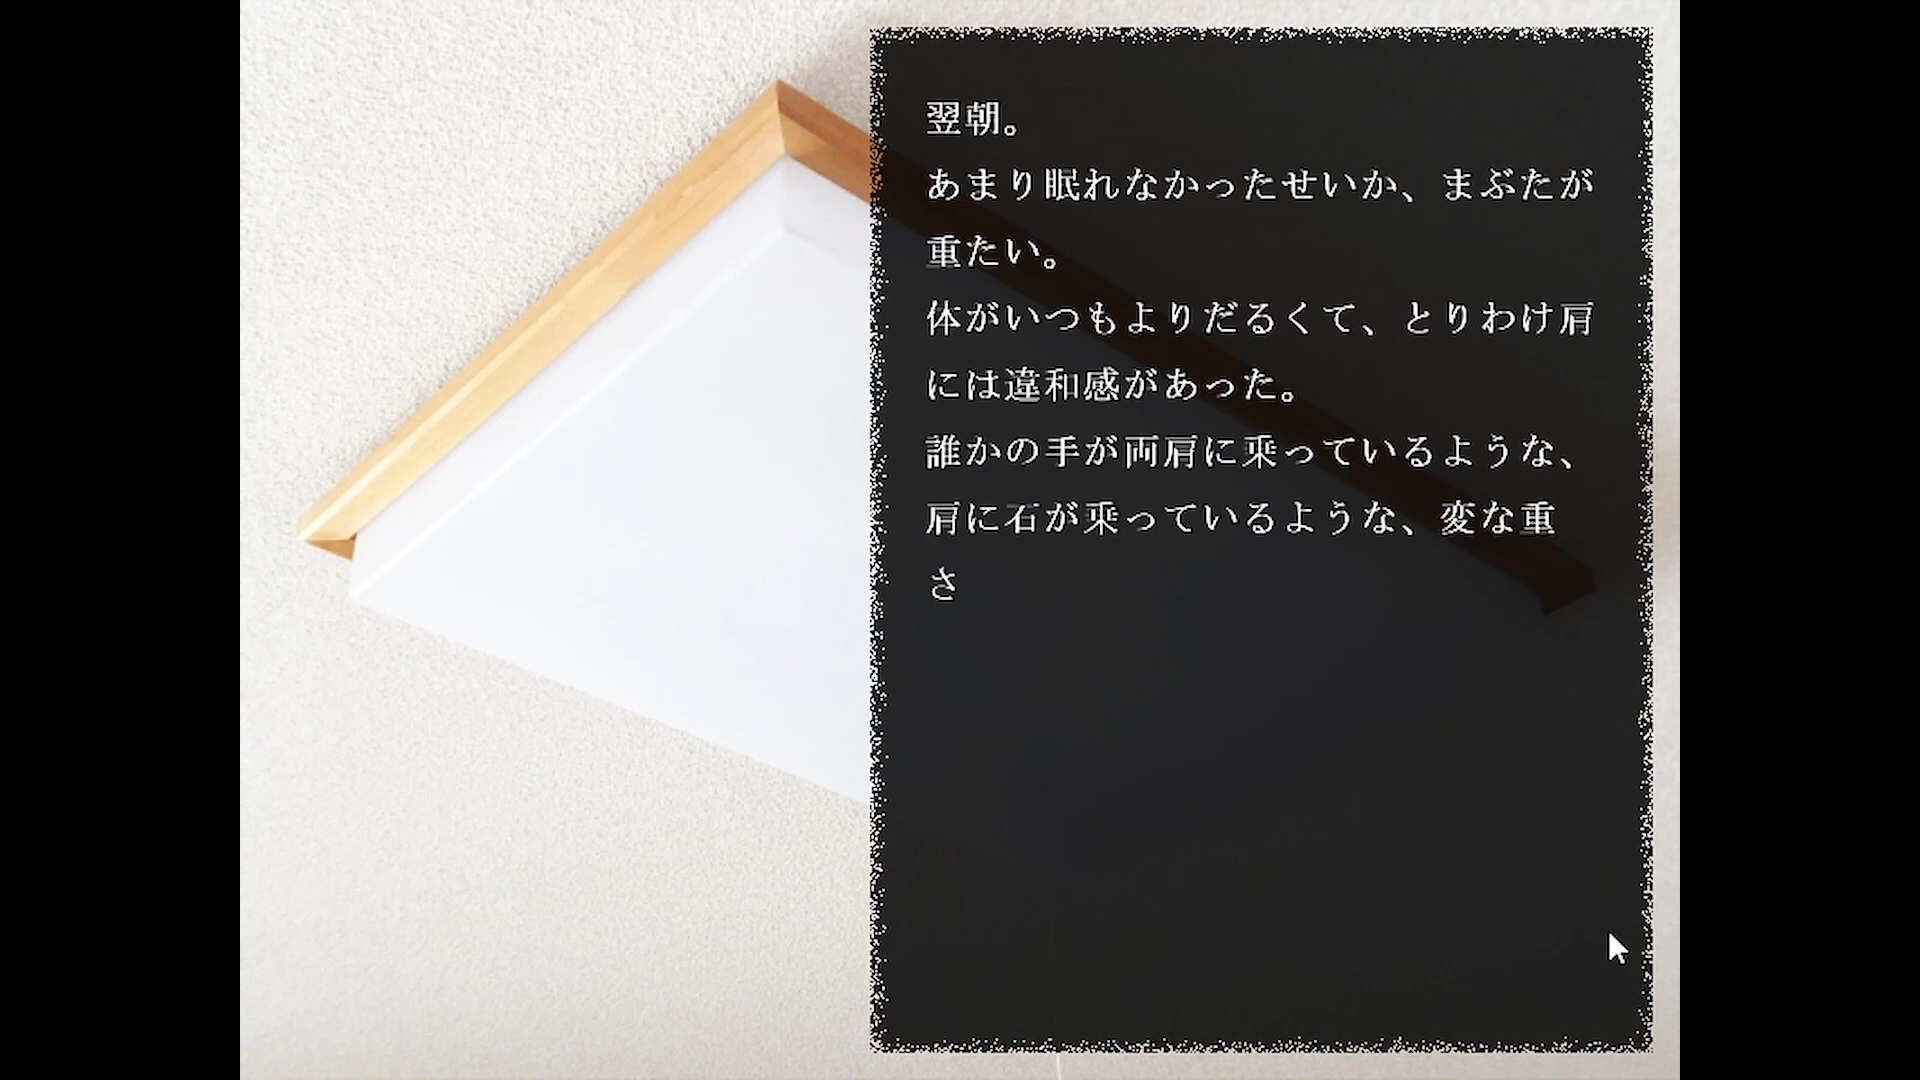 翌朝。
あまり眠れなかったせいか、まぶたが
重たい。
体がいつもよりだるくて、とりわけ肩
には違和感があった。
誰かの手が両肩に乗っているような、
肩に石が乗っているような、変な重
さ